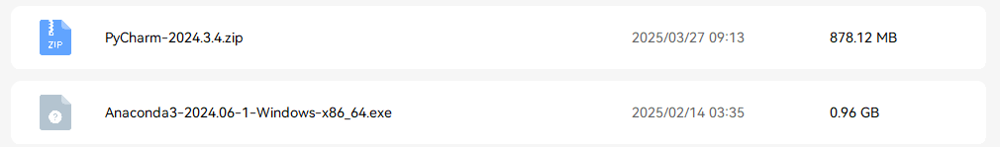 ZIP PyCharm-2024.3.4.zip 2025/03/27 09:13 878.12 MB
? Anaconda3-2024.06-1-Windows-x86_64.exe 2025/02/14 03:35 0.96 GB